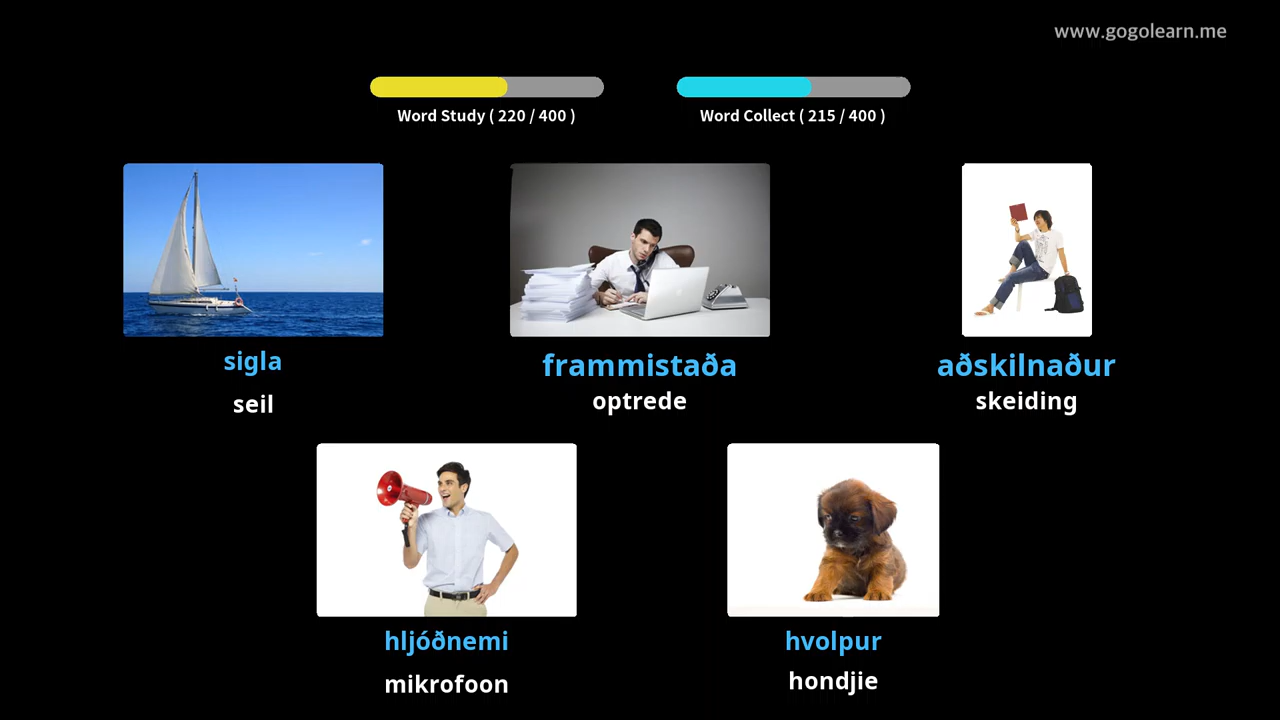 www.gogolearn.me
Word Study ( 220 / 400 )
Word Collect ( 215 / 400 )
sigla
seil
frammistaða
optrede
aðskilnaður
skeiding
hljóðnemi
mikrofoon
hvolpur
hondjie